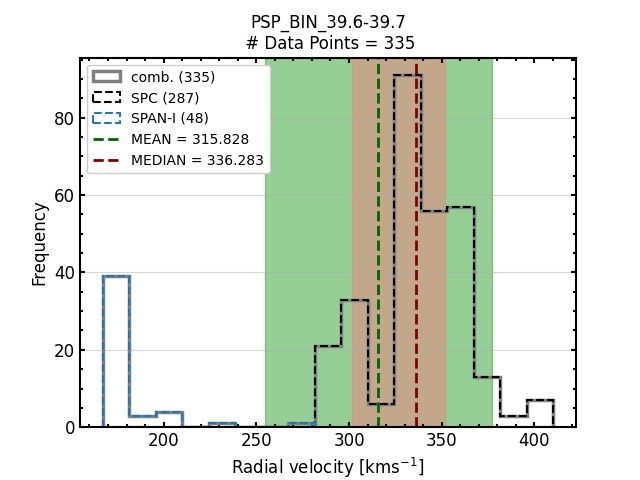 PSP_BIN_39.6-39.7
# Data Points = 335
comb. (335)
SPC (287)
SPAN-I (48)
MEAN = 315.828
MEDIAN = 336.283
Frequency
80
60
40
20
0
200 250 300 350 400
Radial velocity [kms⁻¹]